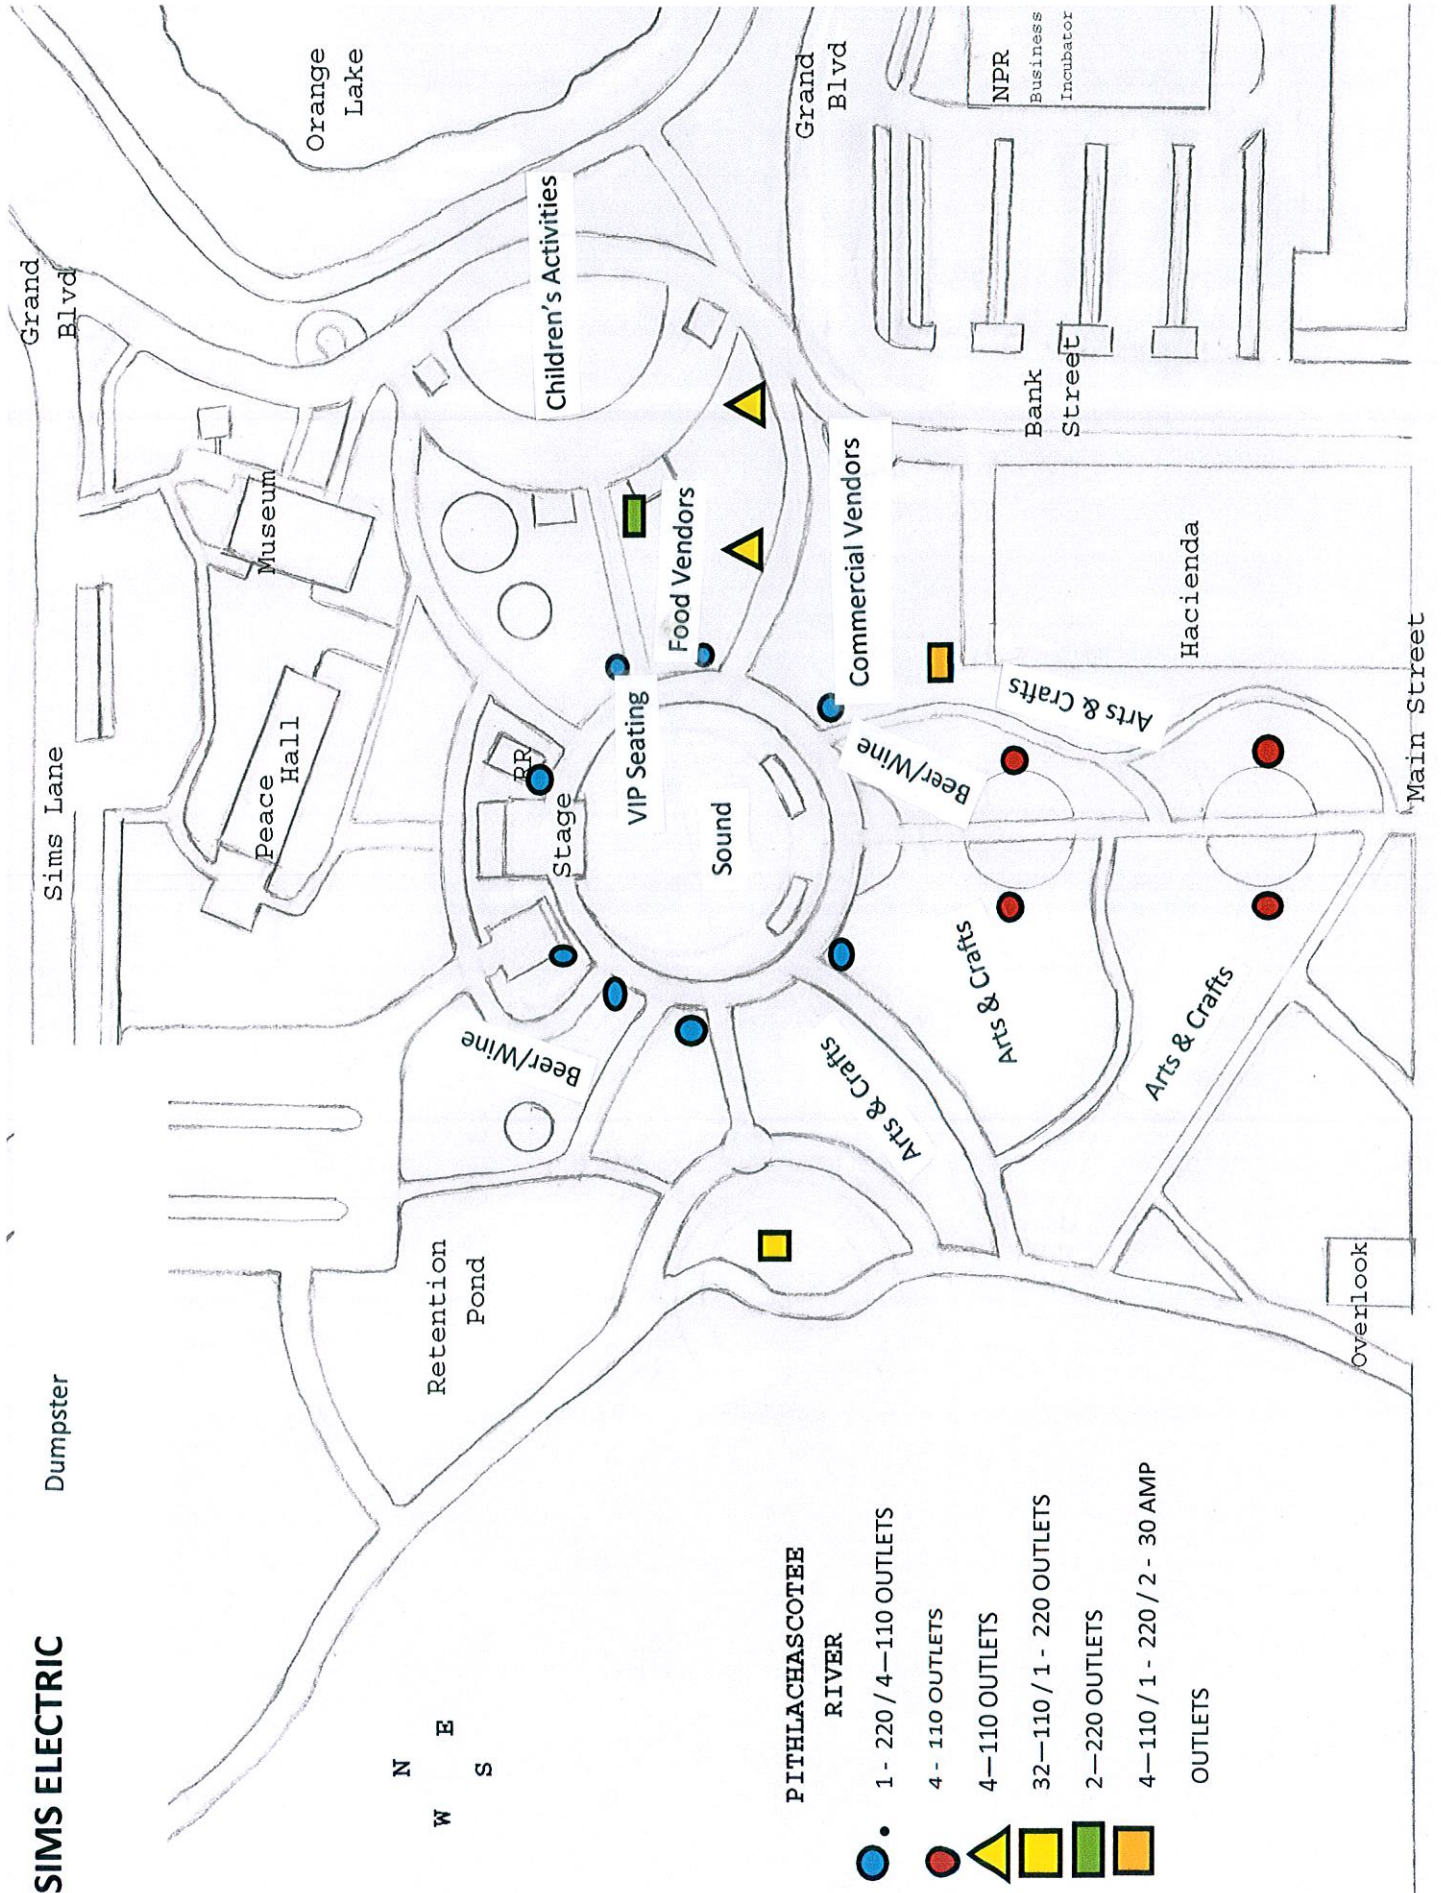 SIMS ELECTRIC
Dumpster
Sims Lane
Grand
Blvd
Orange
Lake
Museum
Peace
Hall
Children's Activities
Grand
Blvd
NPR
Business
Incubator
Bank
Street
Retention
Pond
Beer/Wine
RR
Stage
VIP Seating
Food Vendors
Sound
Commercial Vendors
Beer/Wine
Arts & Crafts
Hacienda
Arts & Crafts
Arts & Crafts
Arts & Crafts
Main Street
Overlook
N
W E
S
PITHLACHASCOTEE
RIVER
1 - 220 / 4—110 OUTLETS
4 - 110 OUTLETS
4—110 OUTLETS
32—110 / 1 - 220 OUTLETS
2—220 OUTLETS
4—110 / 1 - 220 / 2 - 30 AMP
OUTLETS